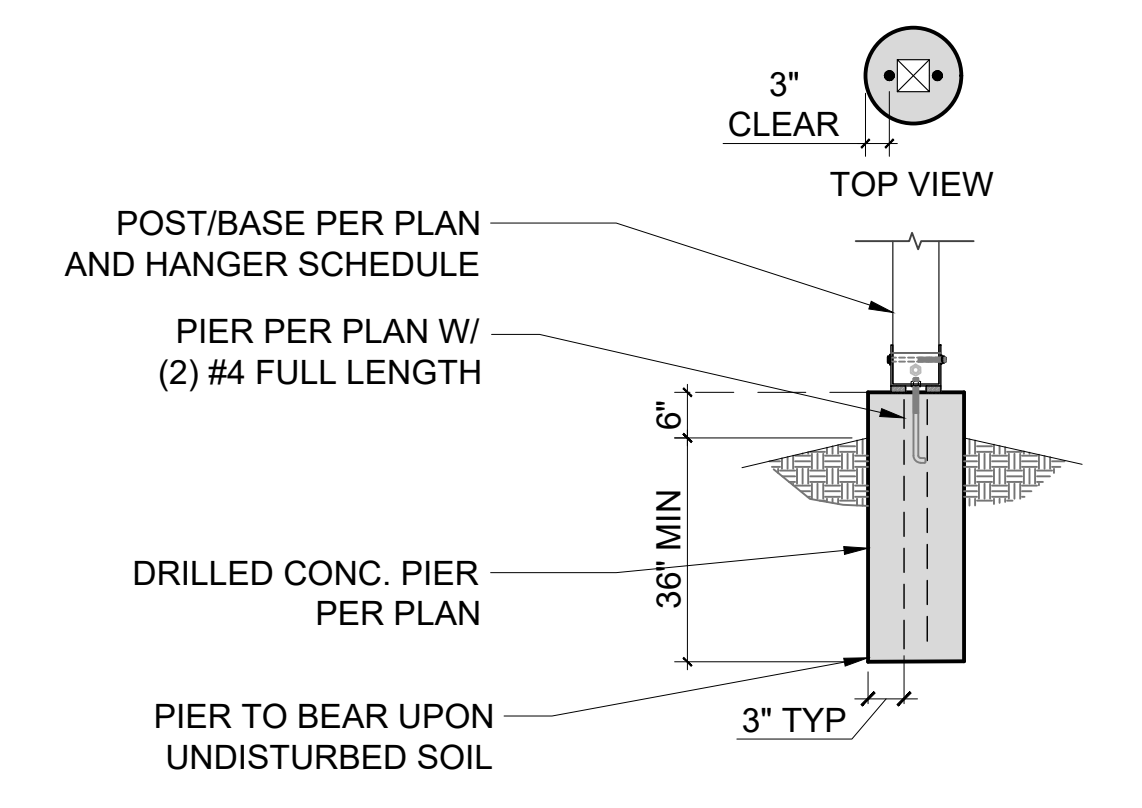 3"
CLEAR
TOP VIEW
POST/BASE PER PLAN
AND HANGER SCHEDULE
PIER PER PLAN W/
(2) #4 FULL LENGTH
6"
36" MIN
DRILLED CONC. PIER
PER PLAN
3" TYP
PIER TO BEAR UPON
UNDISTURBED SOIL